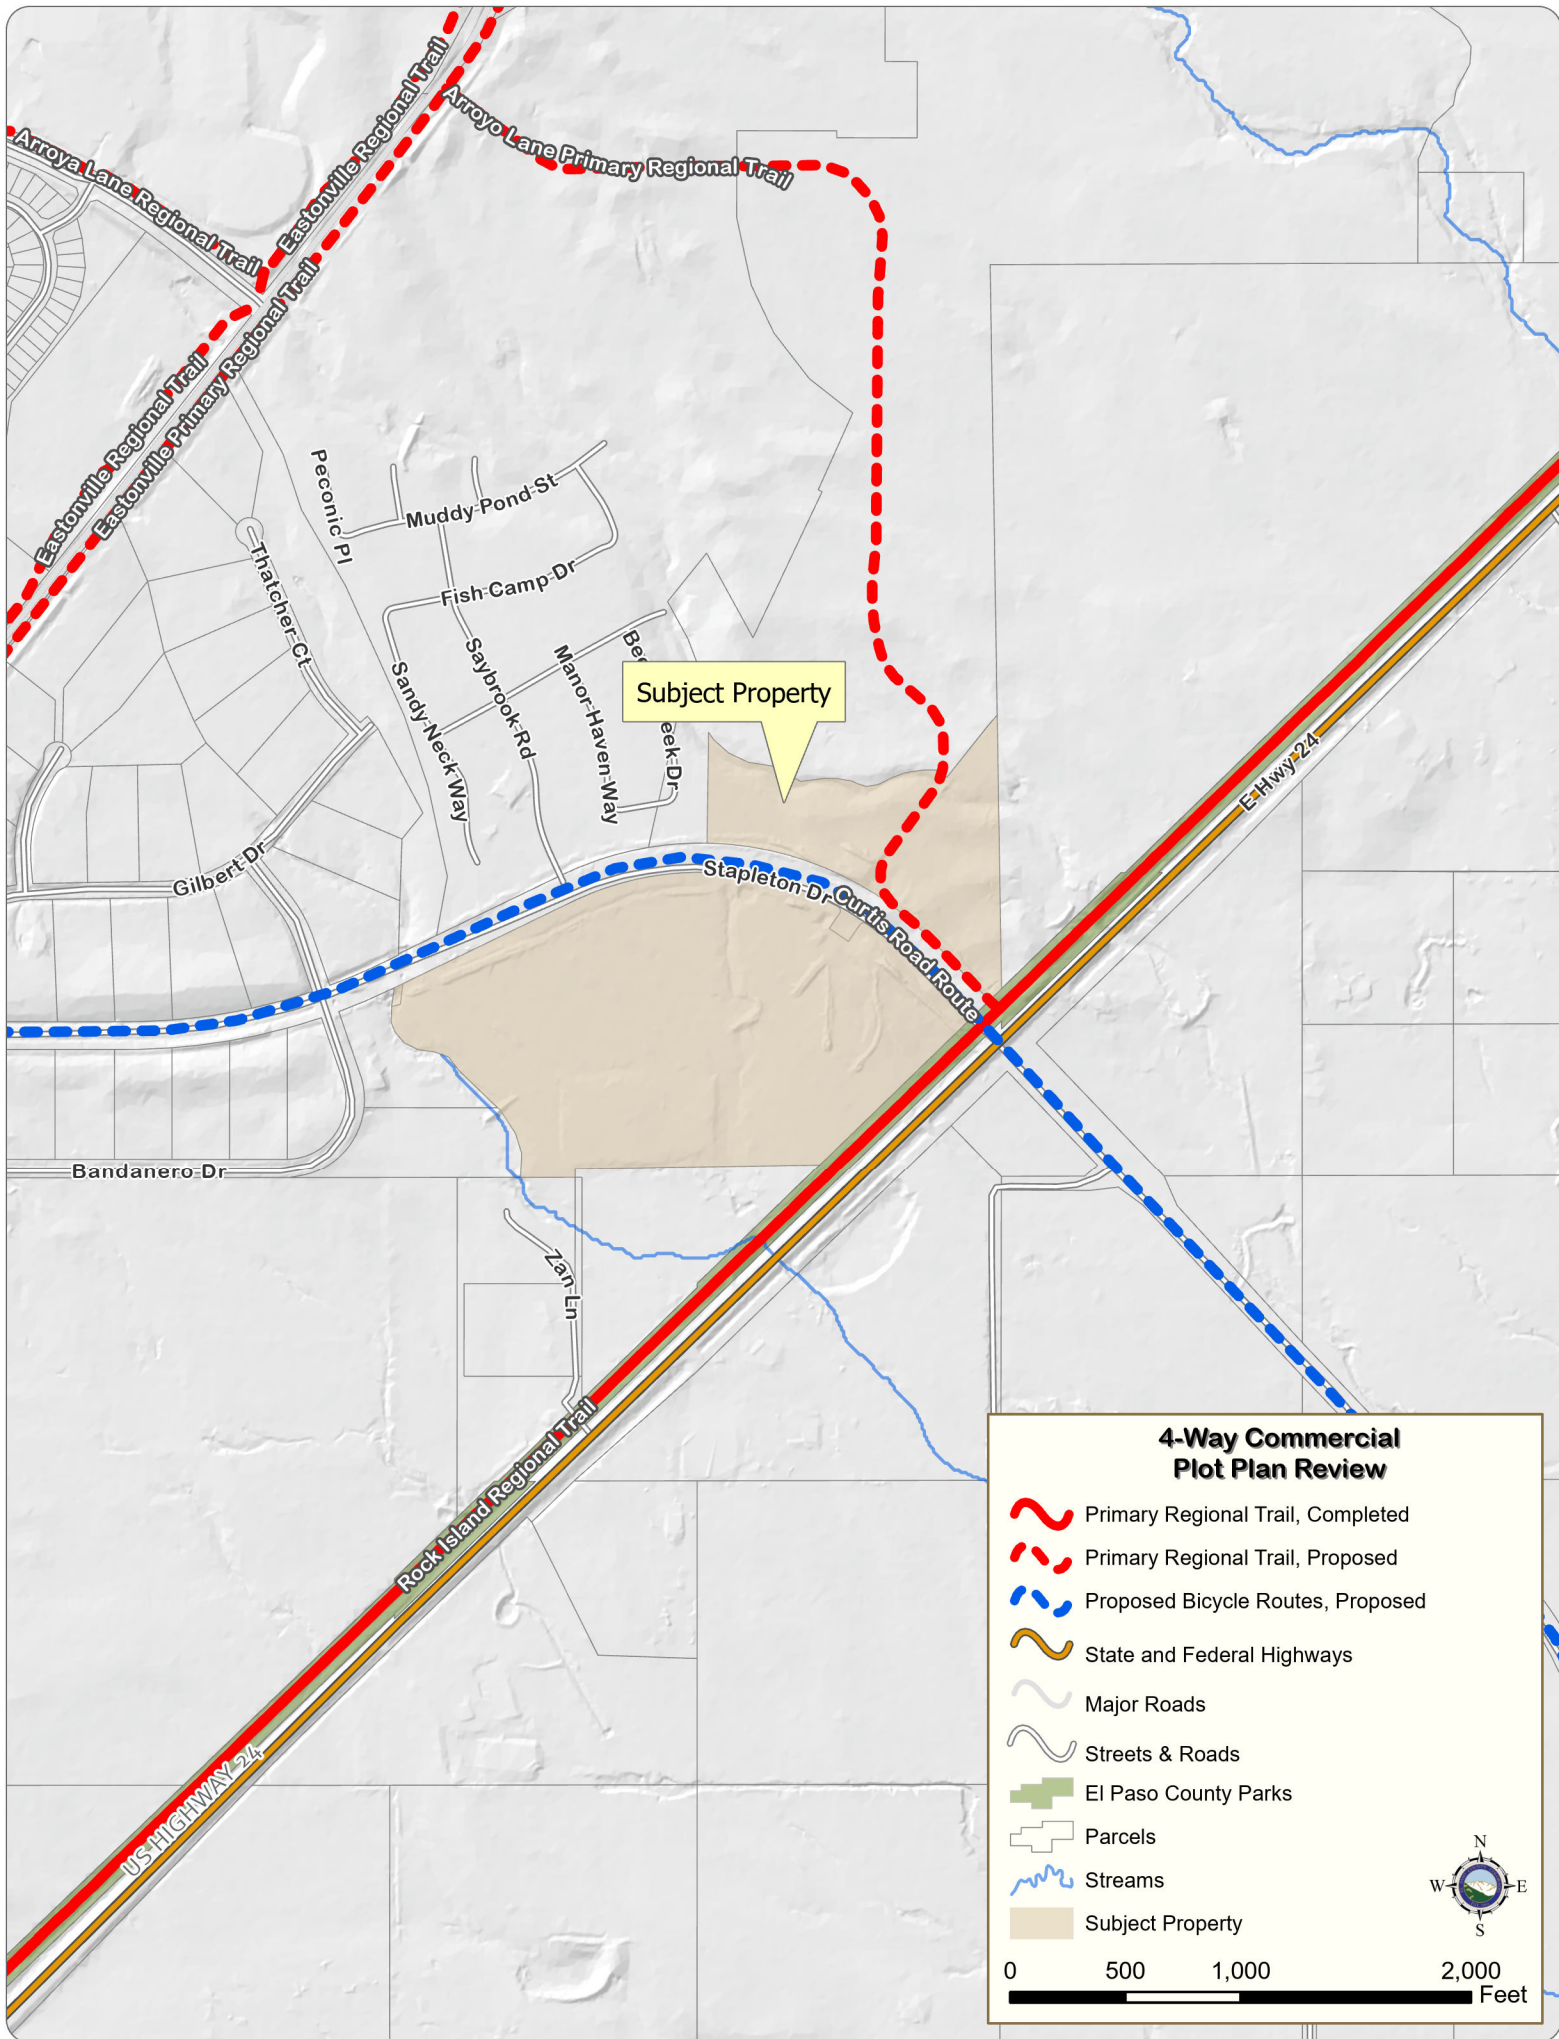 Eastonville Regional Trail
Arroyo Lane Primary Regional Trail
Arroya Lane Regional Trail
Eastonville Regional Trail
Eastonville Primary Regional Trail
Peconic Pl
Muddy Pond St
Fish Camp Dr
Thatcher Ct
Sandy Neck Way
Saybrook Rd
Manor Haven Way
Be
eek Dr
Subject Property
E Hwy 24
Gilbert Dr
Stapleton Dr
Curtis Road Route
Bandanero Dr
Zan Ln
Rock Island Regional Trail
US HIGHWAY 24
4-Way Commercial
Plot Plan Review
Primary Regional Trail, Completed
Primary Regional Trail, Proposed
Proposed Bicycle Routes, Proposed
State and Federal Highways
Major Roads
Streets & Roads
El Paso County Parks
Parcels
Streams
Subject Property
N
W E
S
0 500 1,000 2,000
Feet